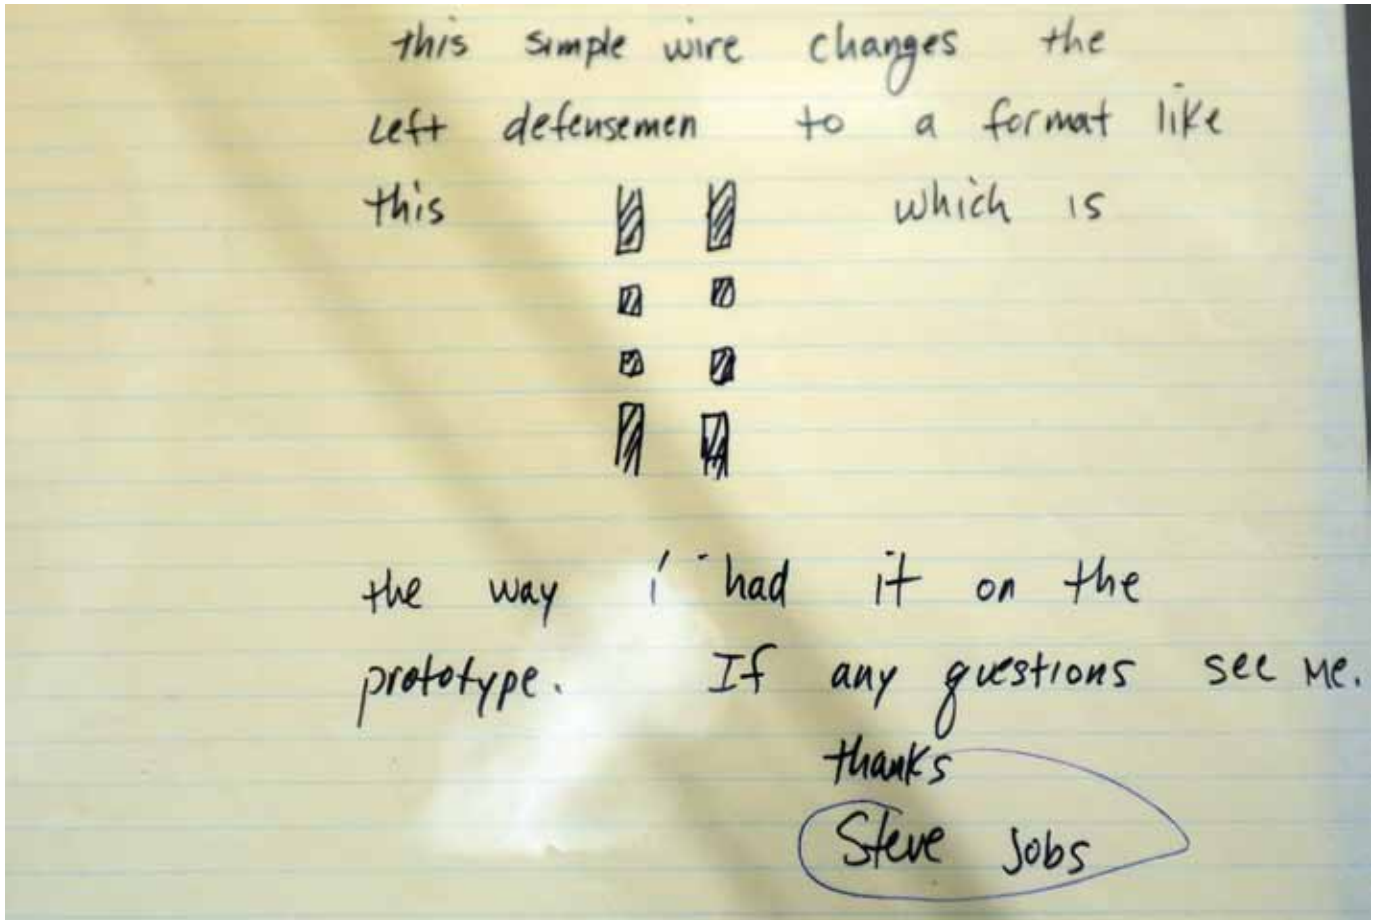 this simple wire changes the
Left defensemen to a format like
this which is
the way i had it on the
prototype. If any questions see me.
thanks
Steve Jobs